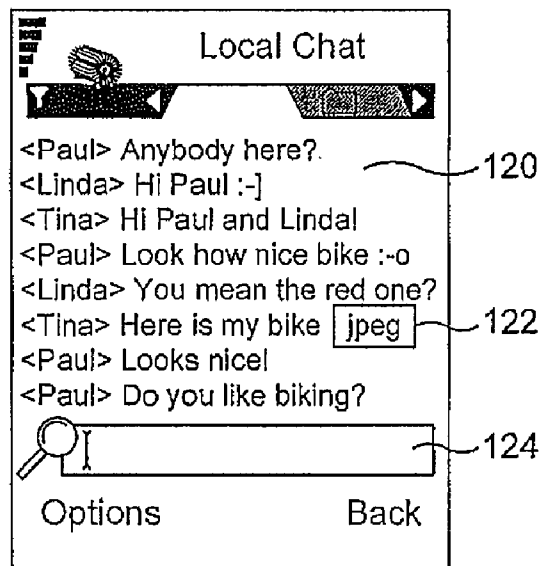 Local Chat
<Paul> Anybody here?
<Linda> Hi Paul :-]
<Tina> Hi Paul and Linda!
<Paul> Look how nice bike :-o
<Linda> You mean the red one?
<Tina> Here is my bike jpeg
<Paul> Looks nice!
<Paul> Do you like biking?
Options Back
120
122
124